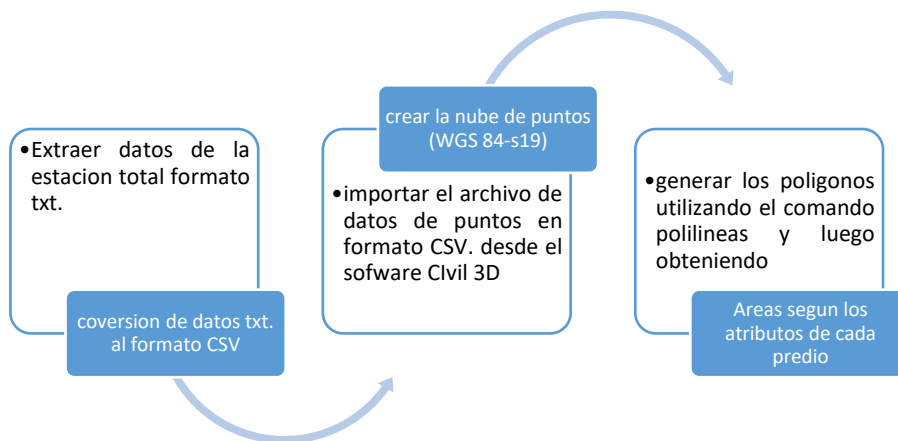 •Extraer datos de la
estacion total formato
txt.
coversion de datos txt.
al formato CSV
crear la nube de puntos
(WGS 84-s19)
•importar el archivo de
datos de puntos en
formato CSV. desde el
sofware CIvil 3D
•generar los poligonos
utilizando el comando
polilineas y luego
obteniendo
Areas segun los
atributos de cada
predio